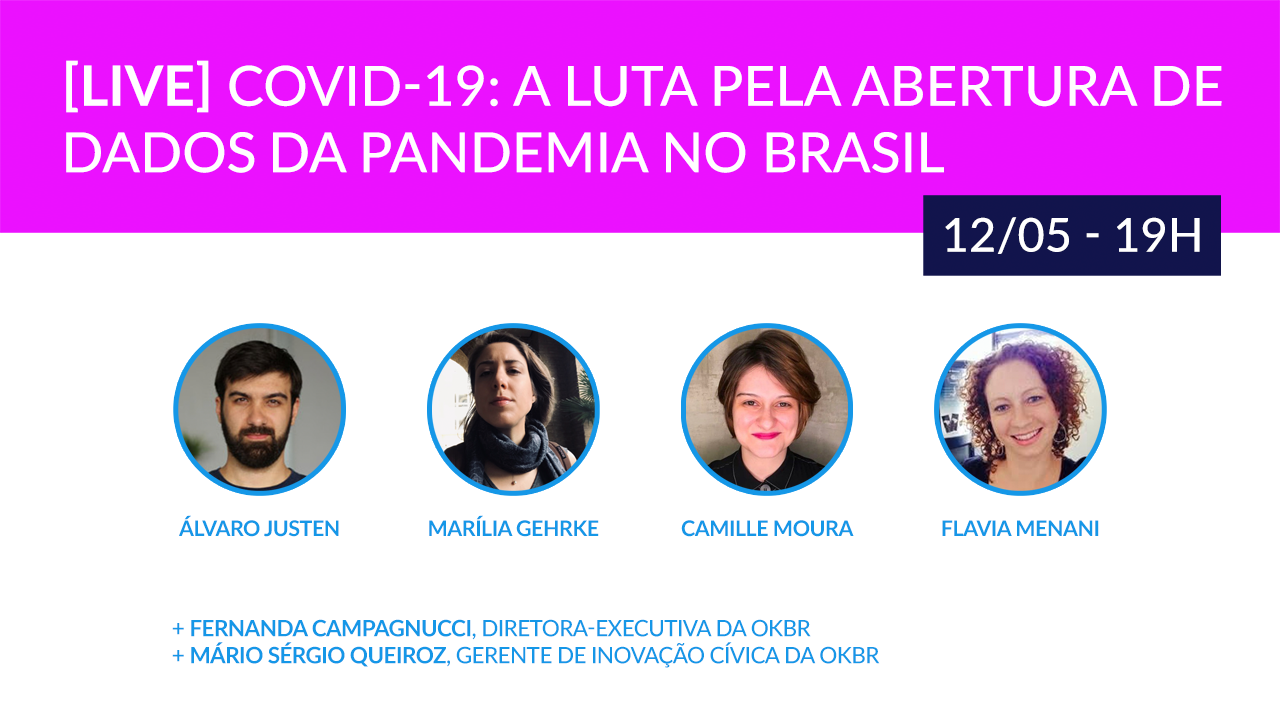 [LIVE] COVID-19: A LUTA PELA ABERTURA DE
DADOS DA PANDEMIA NO BRASIL
12/05 - 19H
ÁLVARO JUSTEN
MARÍLIA GEHRKE
CAMILLE MOURA
FLAVIA MENANI
+ FERNANDA CAMPAGNUCCI, DIRETORA-EXECUTIVA DA OKBR
+ MÁRIO SÉRGIO QUEIROZ, GERENTE DE INOVAÇÃO CÍVICA DA OKBR